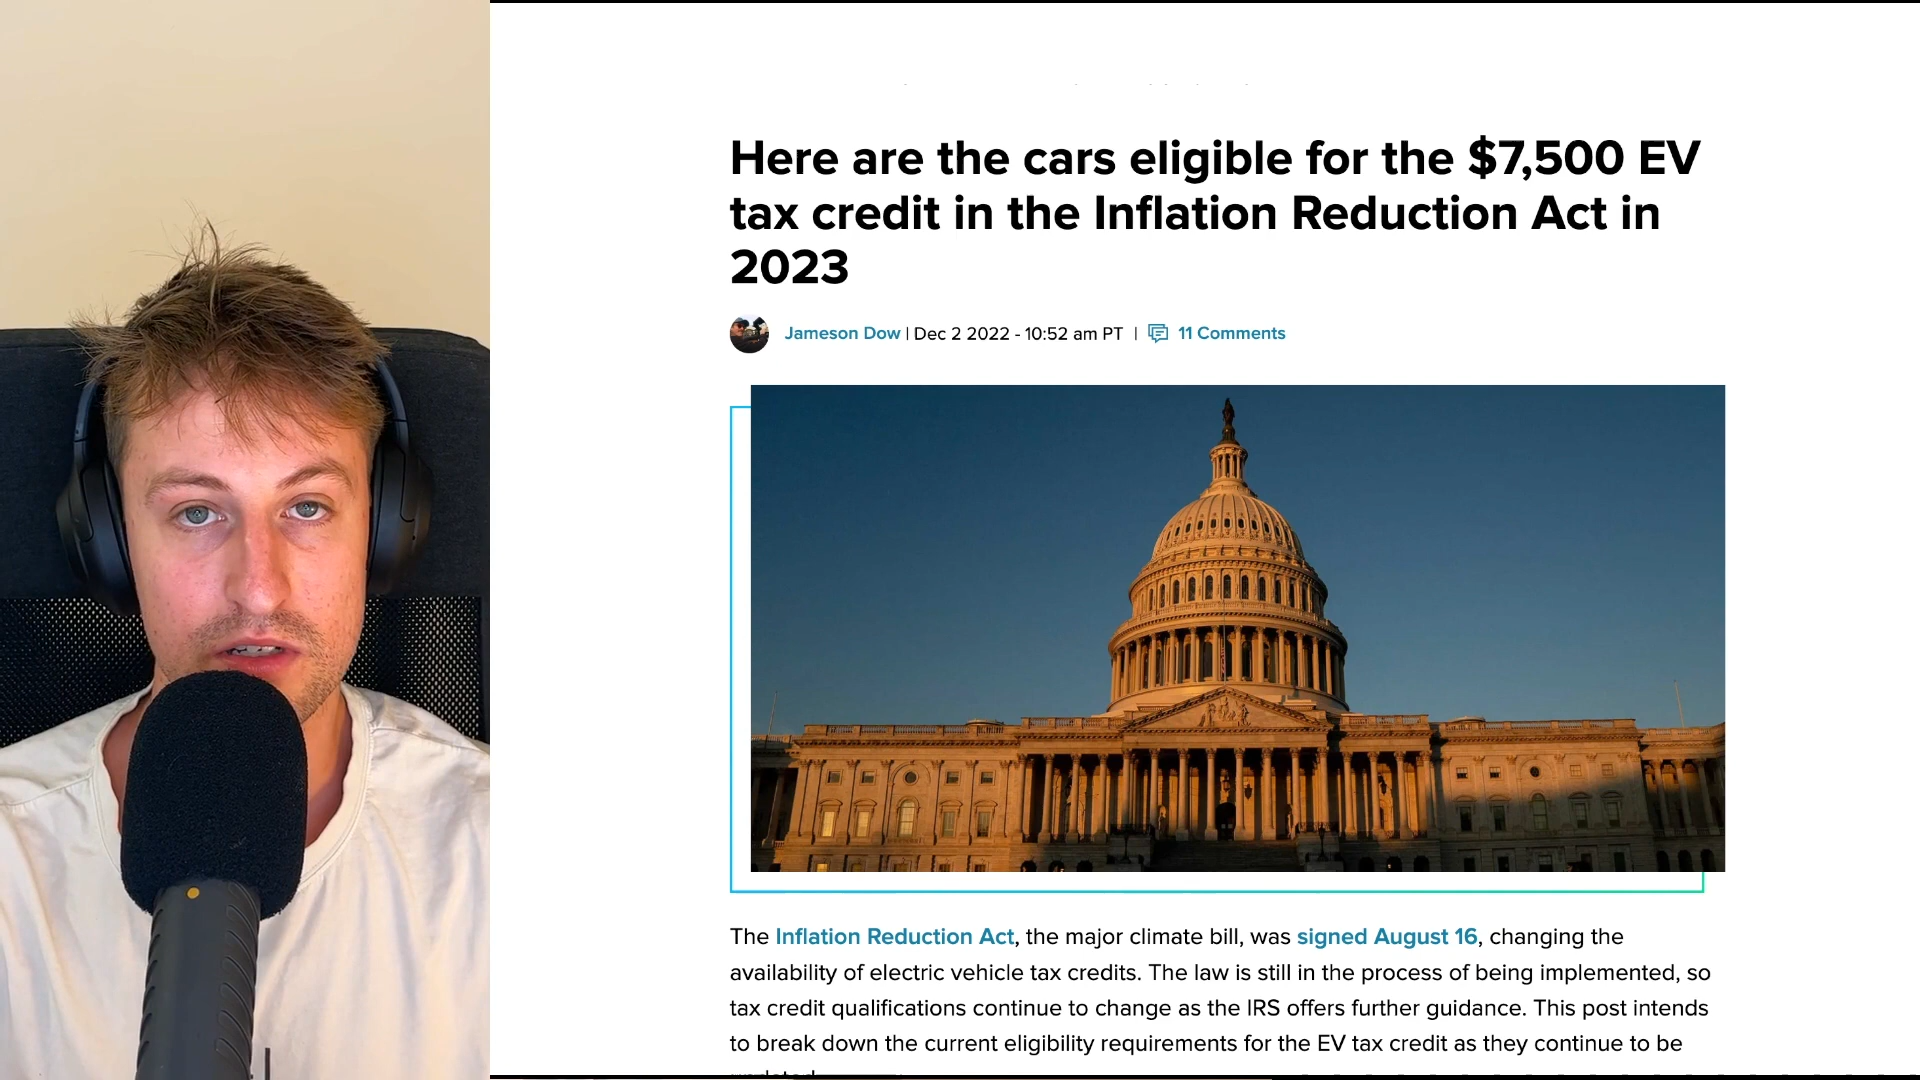 Here are the cars eligible for the $7,500 EV
tax credit in the Inflation Reduction Act in
2023
Jameson Dow | Dec 2 2022 - 10:52 am PT | 11 Comments
The Inflation Reduction Act, the major climate bill, was signed August 16, changing the
availability of electric vehicle tax credits. The law is still in the process of being implemented, so
tax credit qualifications continue to change as the IRS offers further guidance. This post intends
to break down the current eligibility requirements for the EV tax credit as they continue to be